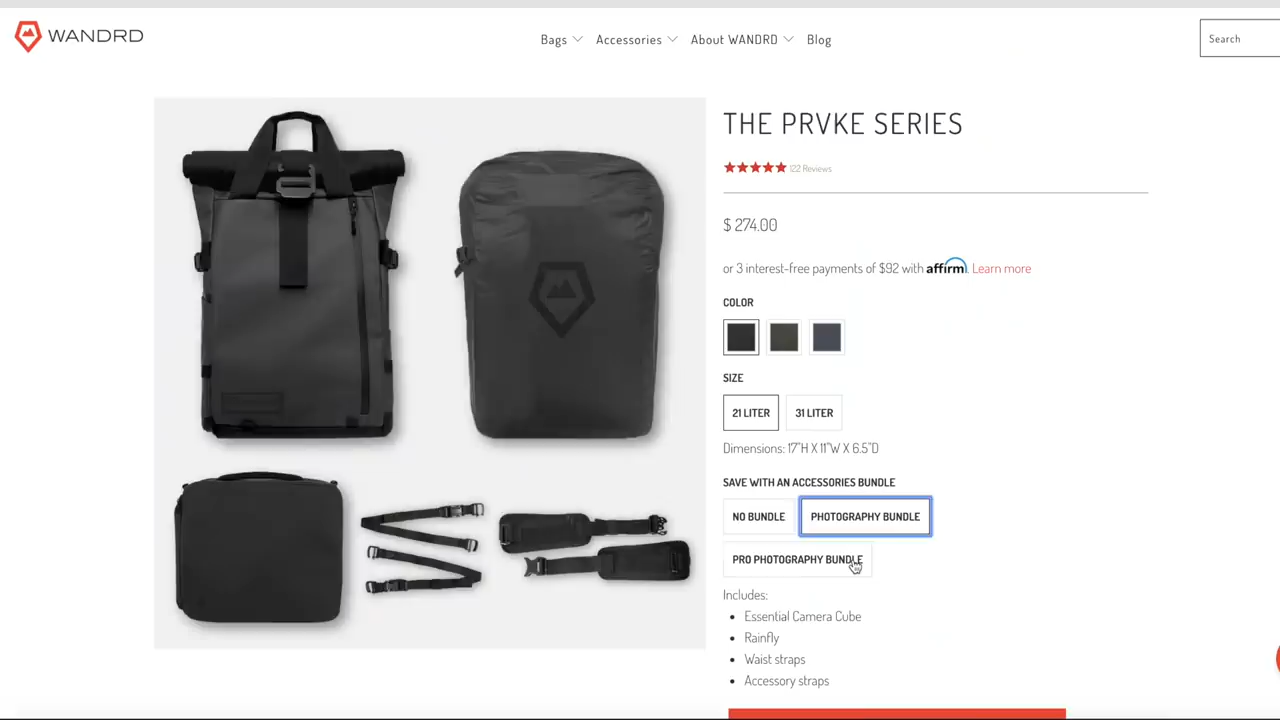 WANDRD
Bags
Accessories
About WANDRD
Blog
Search
THE PRVKE SERIES
122 Reviews
$ 274.00
or 3 interest-free payments of $92 with affirm. Learn more
COLOR
SIZE
21 LITER
31 LITER
Dimensions: 17"H X 11"W X 6.5"D
SAVE WITH AN ACCESSORIES BUNDLE
NO BUNDLE
PHOTOGRAPHY BUNDLE
PRO PHOTOGRAPHY BUNDLE
Includes:
Essential Camera Cube
Rainfly
Waist straps
Accessory straps